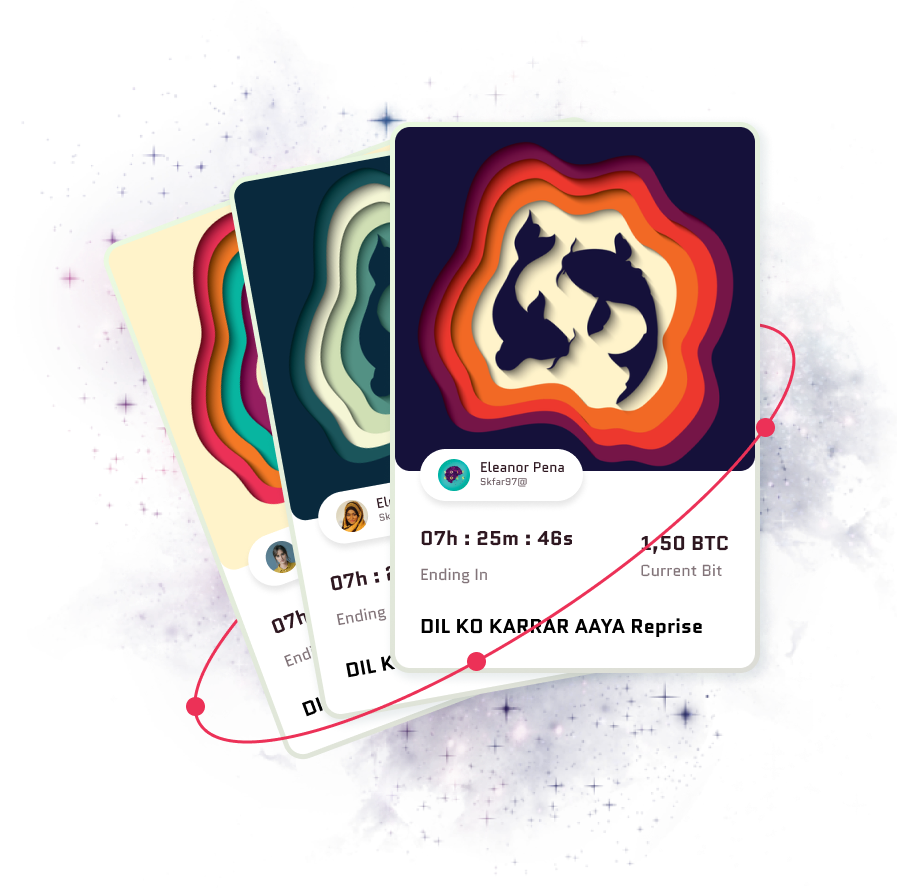 Eleanor Pena
Skfar97@
07h : 25m : 46s
1,50 BTC
Ending In
Current Bit
DIL KO KARRAR AAYA Reprise
07h :
Ending
DIL
07h